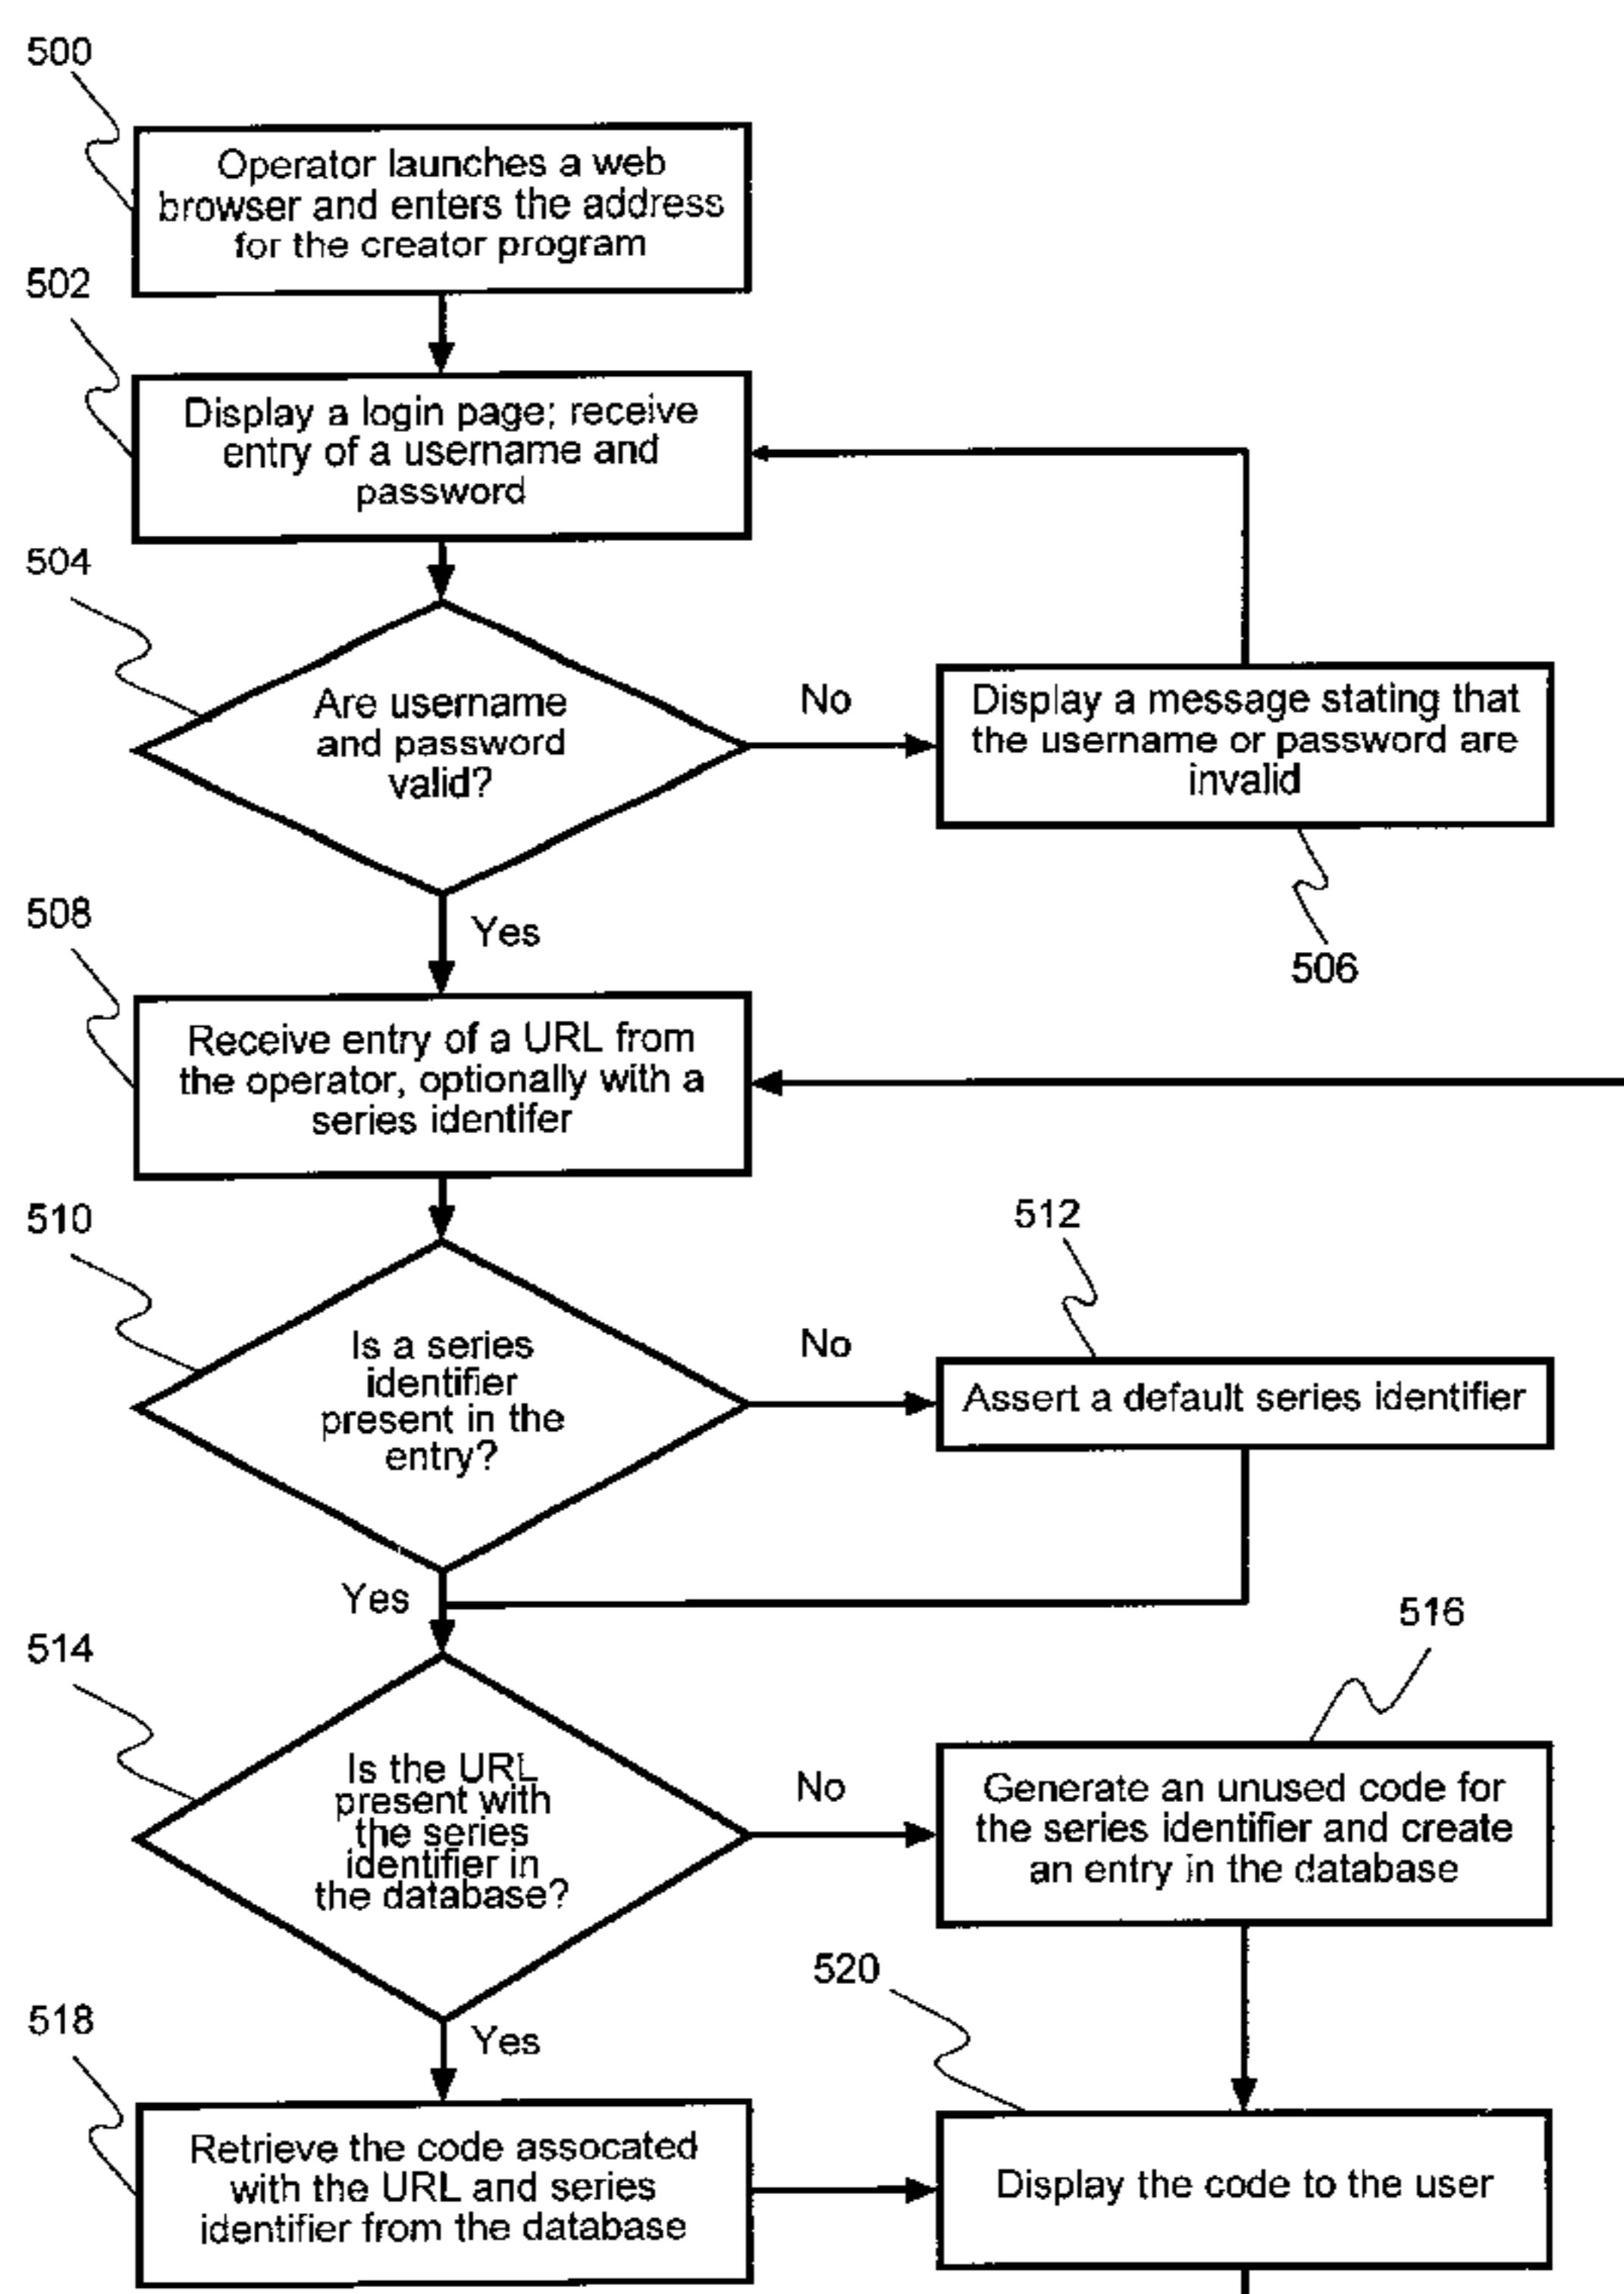 500
Operator launches a web
browser and enters the address
for the creator program
502
Display a login page; receive
entry of a username and
password
504
Are username
and password
valid?
No
Display a message stating that
the username or password are
invalid
506
Yes
508
Receive entry of a URL from
the operator, optionally with a
series identifer
510
Is a series
identifier
present in the
entry?
No
512
Assert a default series identifier
Yes
514
Is the URL
present with
the series
identifier in
the database?
No
516
Generate an unused code for
the series identifier and create
an entry in the database
Yes
518
Retrieve the code assocated
with the URL and series
identifier from the database
520
Display the code to the user